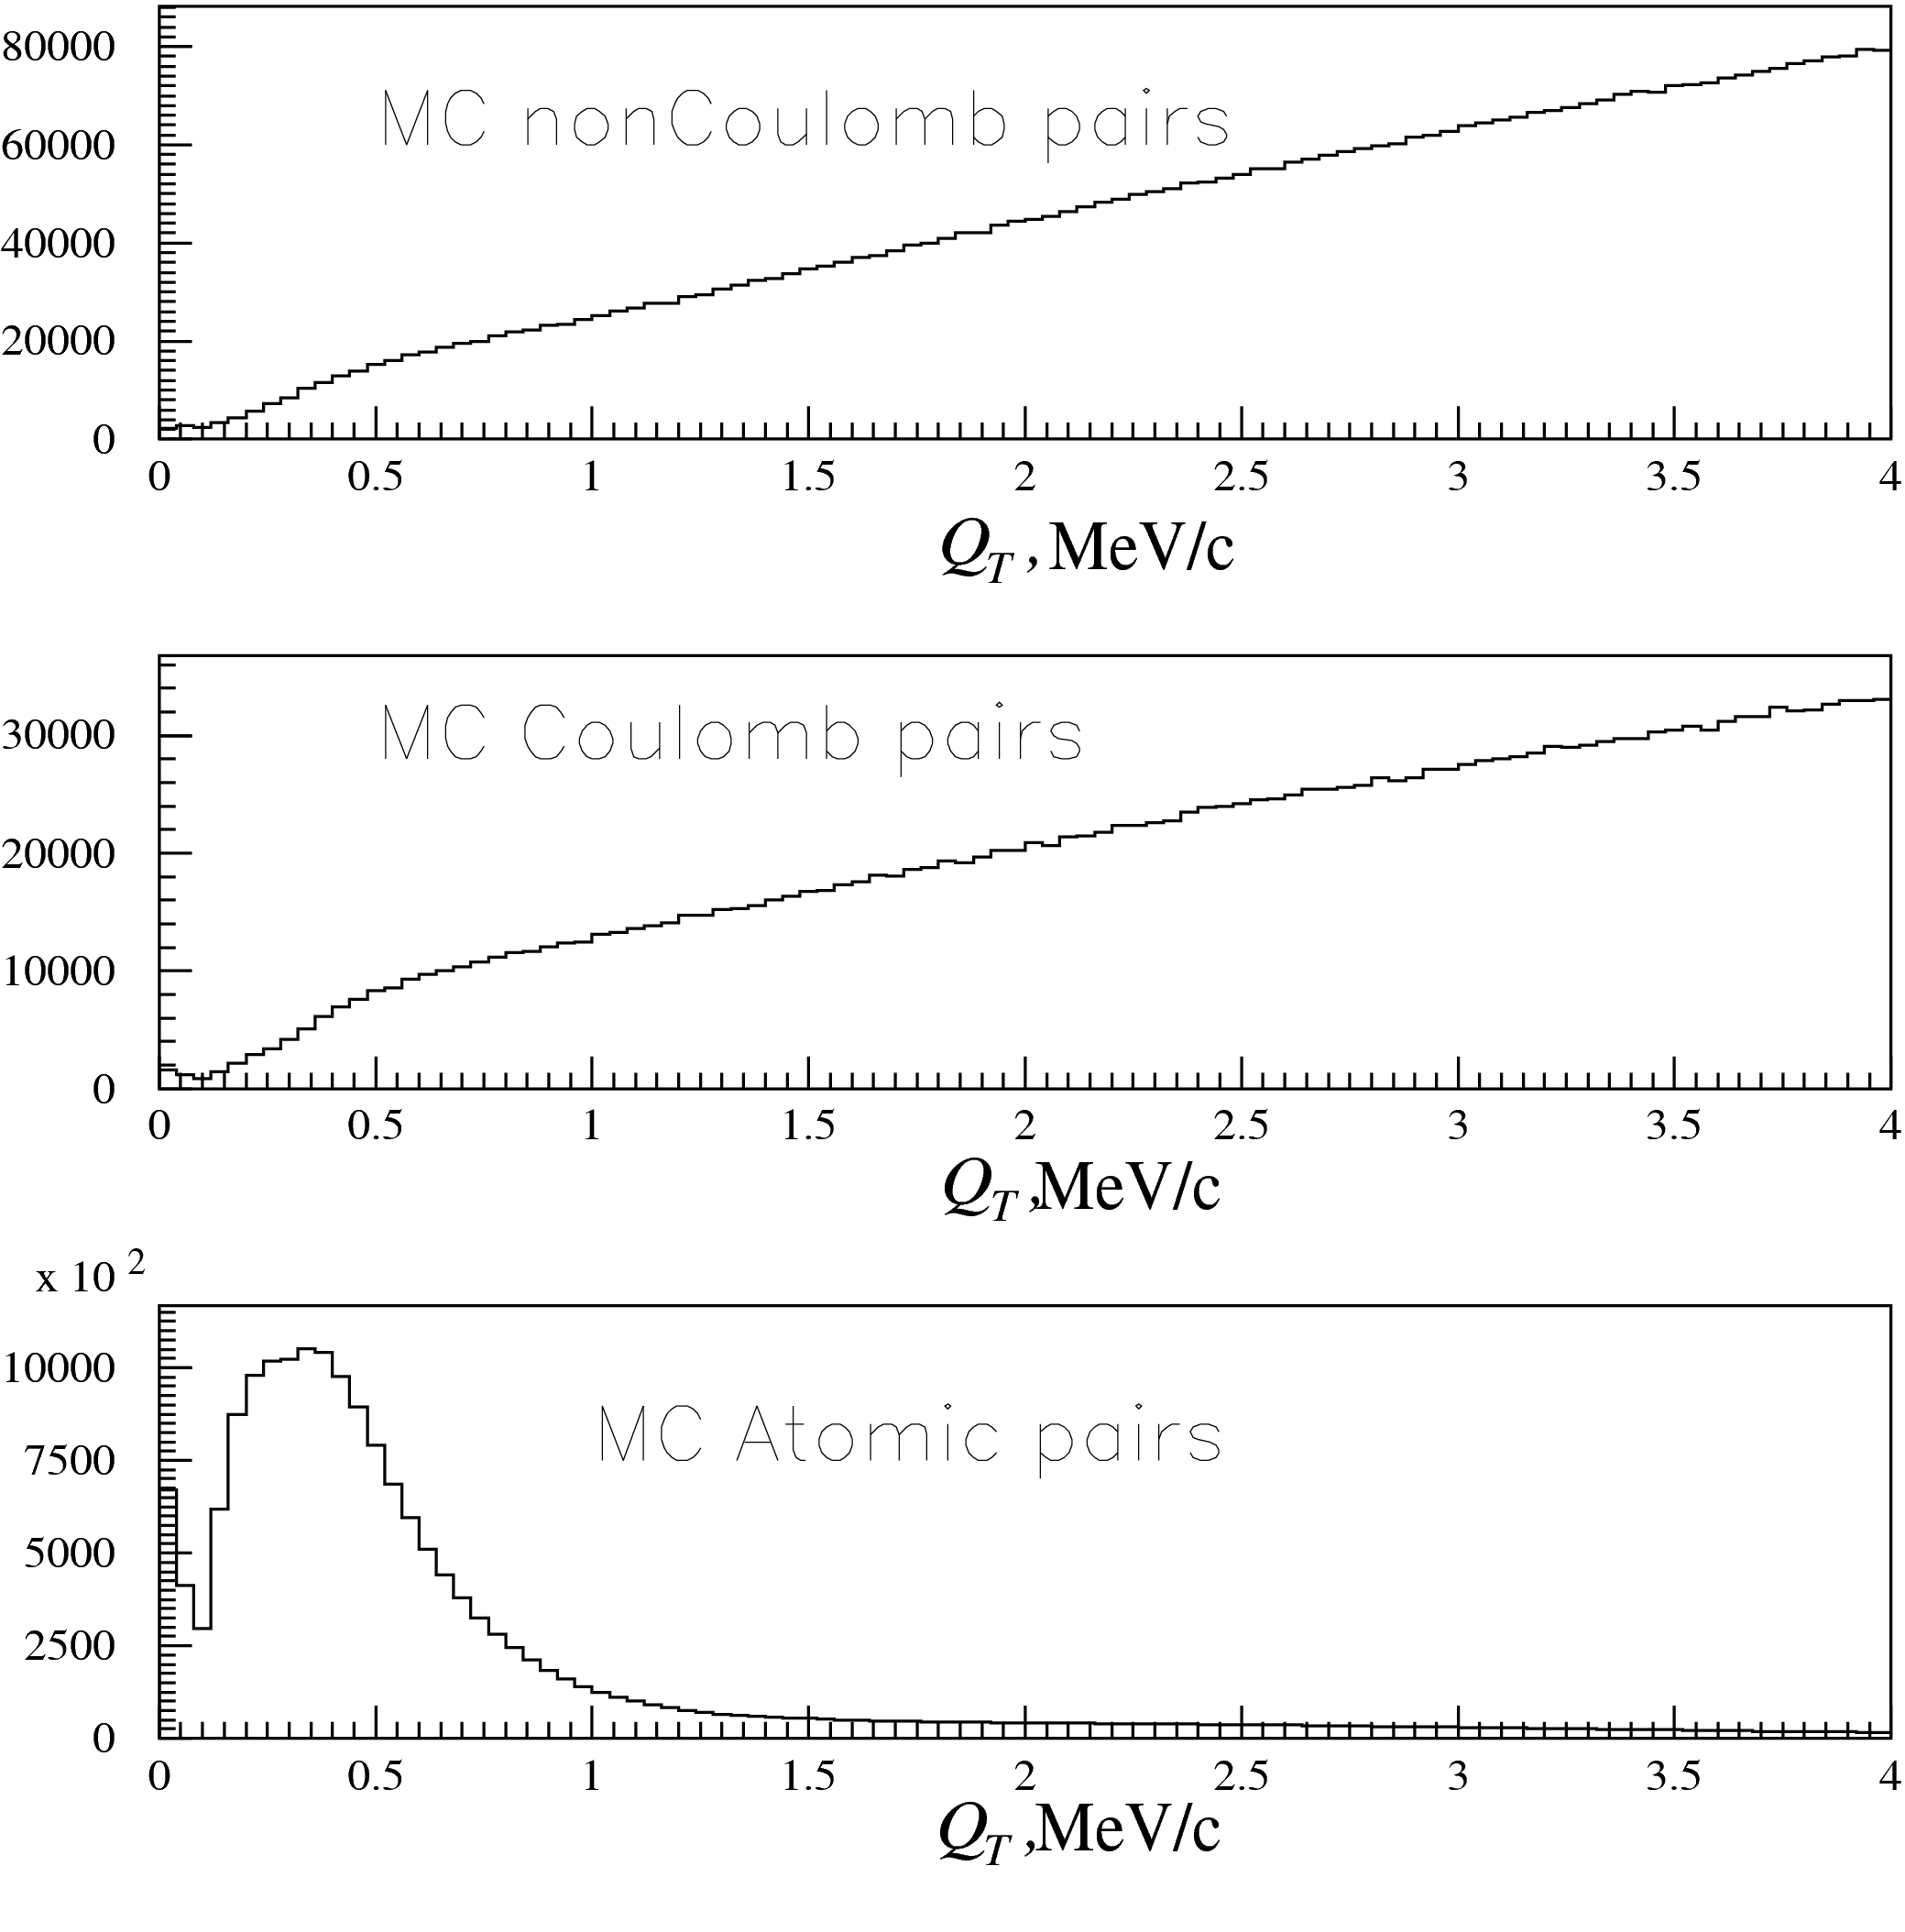 80000
MC nonCoulomb pairs
60000
40000
20000
0
0 0.5 1 1.5 2 2.5 3 3.5 4
Q_T , MeV/c
30000
MC Coulomb pairs
20000
10000
0
0 0.5 1 1.5 2 2.5 3 3.5 4
Q_T ,MeV/c
x 10 ²
10000
MC Atomic pairs
7500
5000
2500
0
0 0.5 1 1.5 2 2.5 3 3.5 4
Q_T ,MeV/c